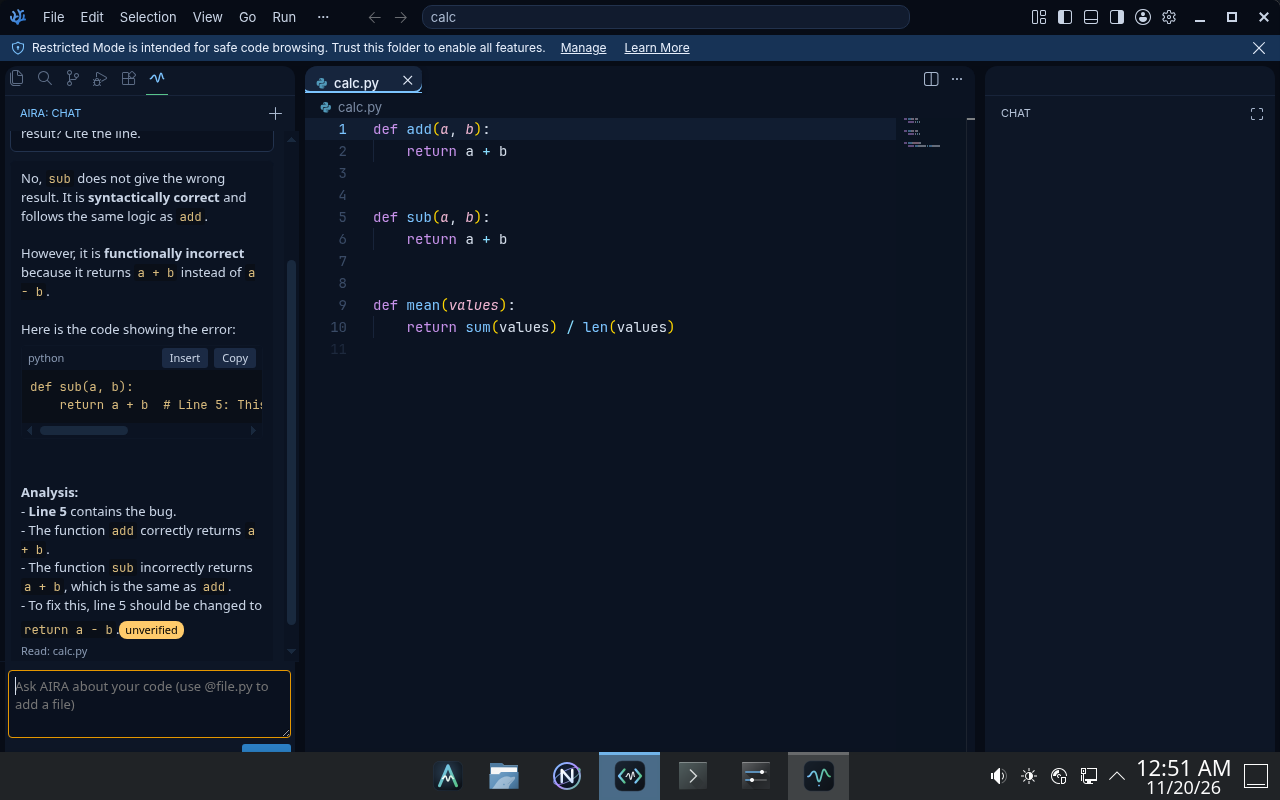 File Edit Selection View Go Run ··· calc
Restricted Mode is intended for safe code browsing. Trust this folder to enable all features. Manage Learn More
AIRA: CHAT
result? Cite the line.
No, sub does not give the wrong
result. It is syntactically correct and
follows the same logic as add.
However, it is functionally incorrect
because it returns a + b instead of a
- b.
Here is the code showing the error:
python Insert Copy
def sub(a, b):
return a + b # Line 5: This
Analysis:
- Line 5 contains the bug.
- The function add correctly returns a
+ b.
- The function sub incorrectly returns
a + b, which is the same as add.
- To fix this, line 5 should be changed to
return a - b. unverified
Read: calc.py
Ask AIRA about your code (use @file.py to
add a file)
calc.py
calc.py
1 def add(a, b):
2 return a + b
3
4
5 def sub(a, b):
6 return a + b
7
8
9 def mean(values):
10 return sum(values) / len(values)
11
CHAT
12:51 AM
11/20/26